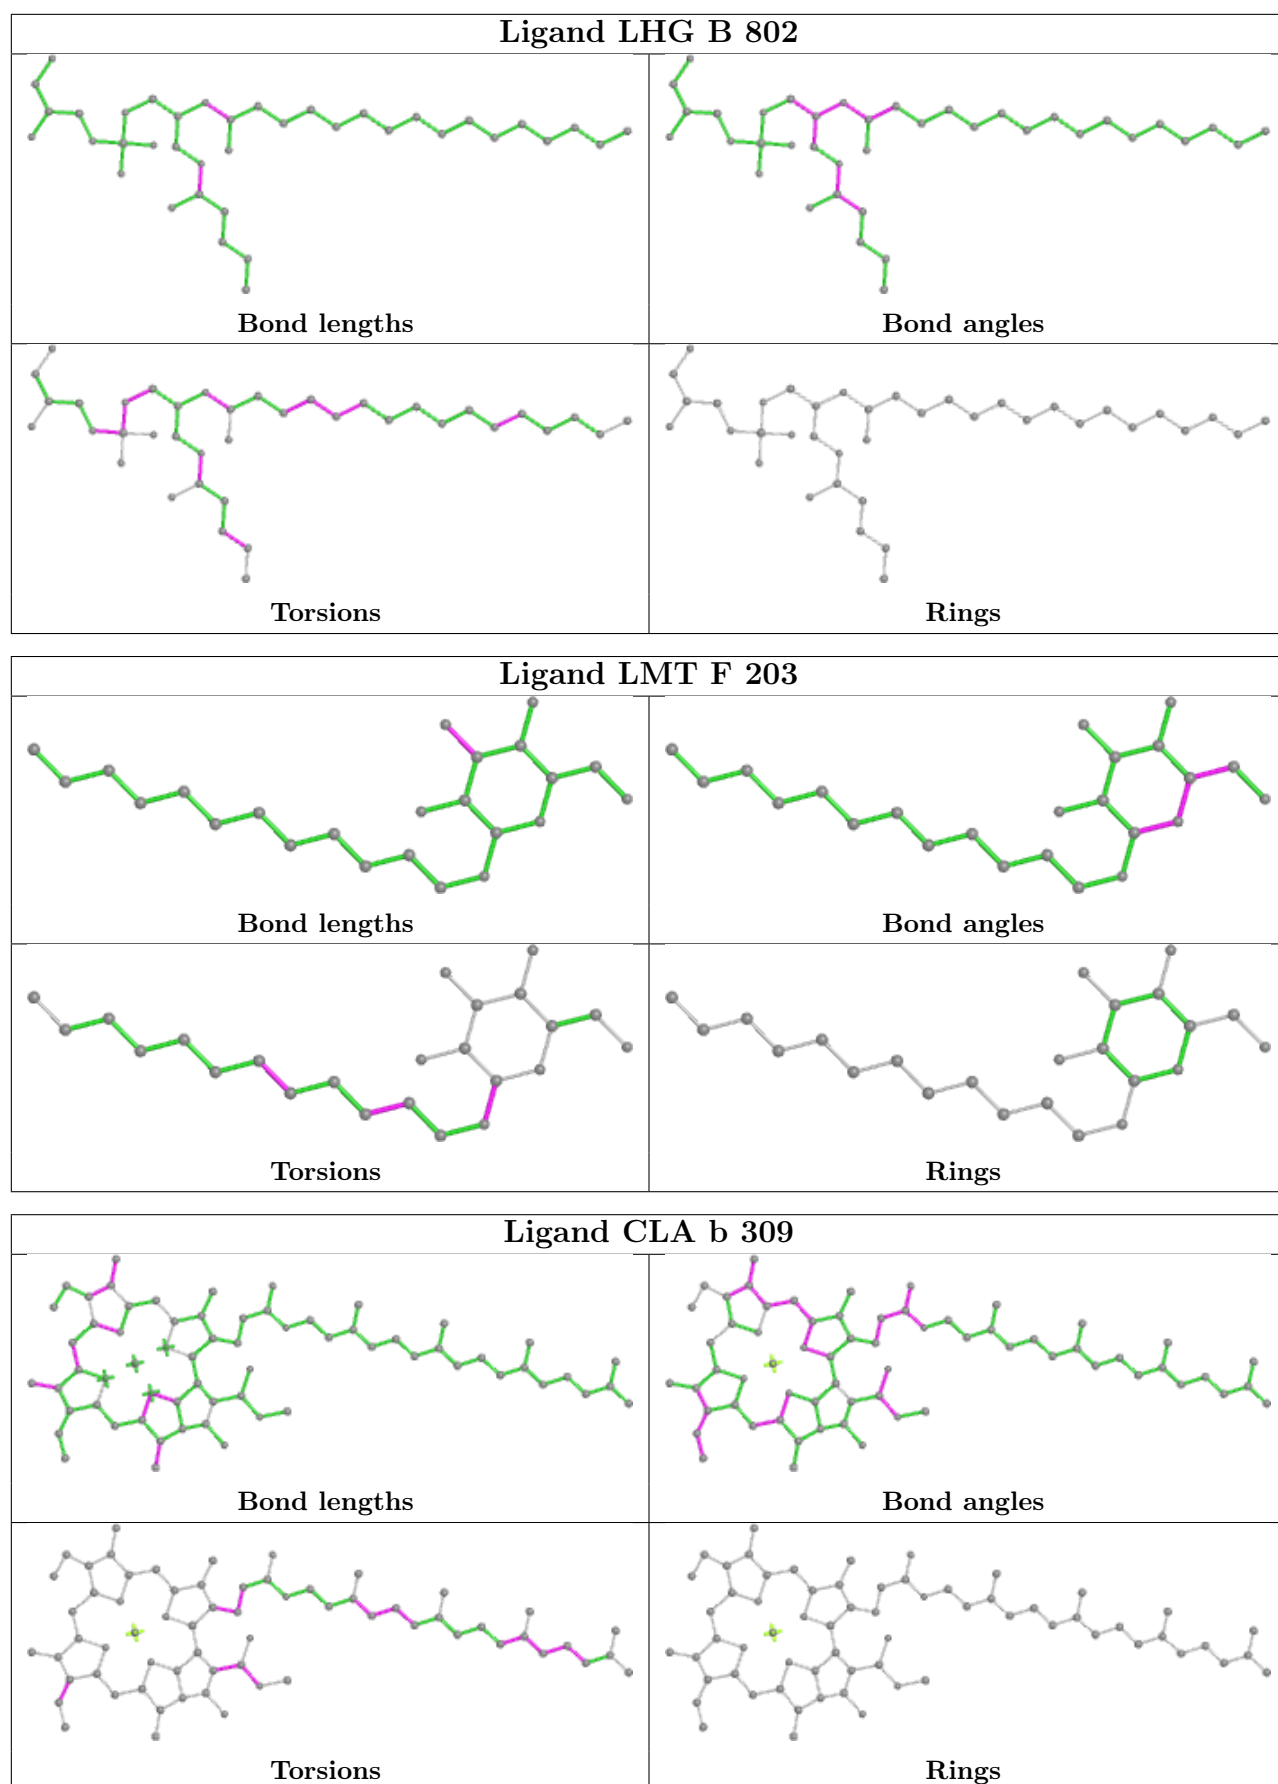 Ligand LHG B 802
Bond lengths
Bond angles
Torsions
Rings
Ligand LMT F 203
Bond lengths
Bond angles
Torsions
Rings
Ligand CLA b 309
Bond lengths
Bond angles
Torsions
Rings